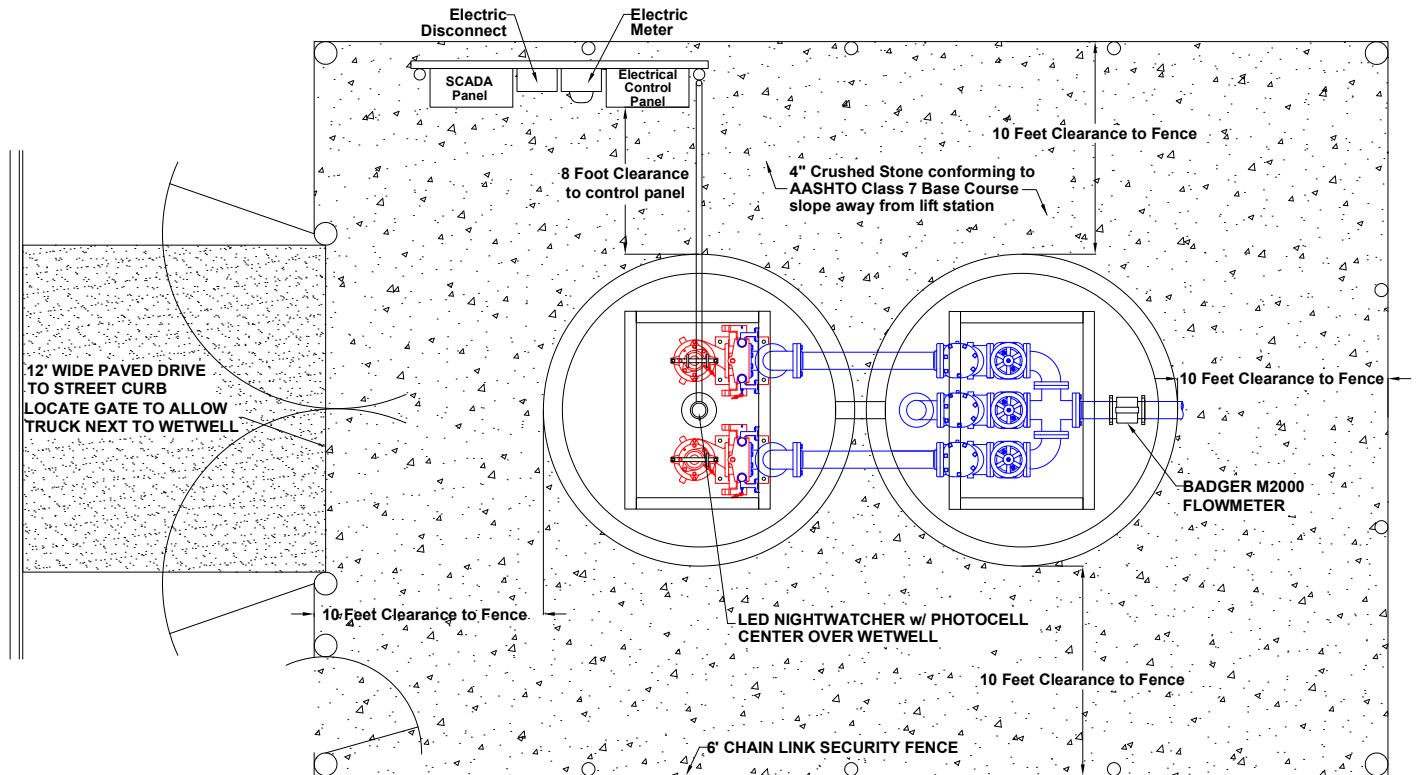 Electric
Disconnect
Electric
Meter
SCADA
Panel
Electrical
Control
Panel
10 Feet Clearance to Fence
8 Foot Clearance
to control panel
4" Crushed Stone conforming to
AASHTO Class 7 Base Course
slope away from lift station
12' WIDE PAVED DRIVE
TO STREET CURB
LOCATE GATE TO ALLOW
TRUCK NEXT TO WETWELL
10 Feet Clearance to Fence
BADGER M2000
FLOWMETER
10 Feet Clearance to Fence
LED NIGHTWATCHER w/ PHOTOCELL
CENTER OVER WETWELL
10 Feet Clearance to Fence
6' CHAIN LINK SECURITY FENCE